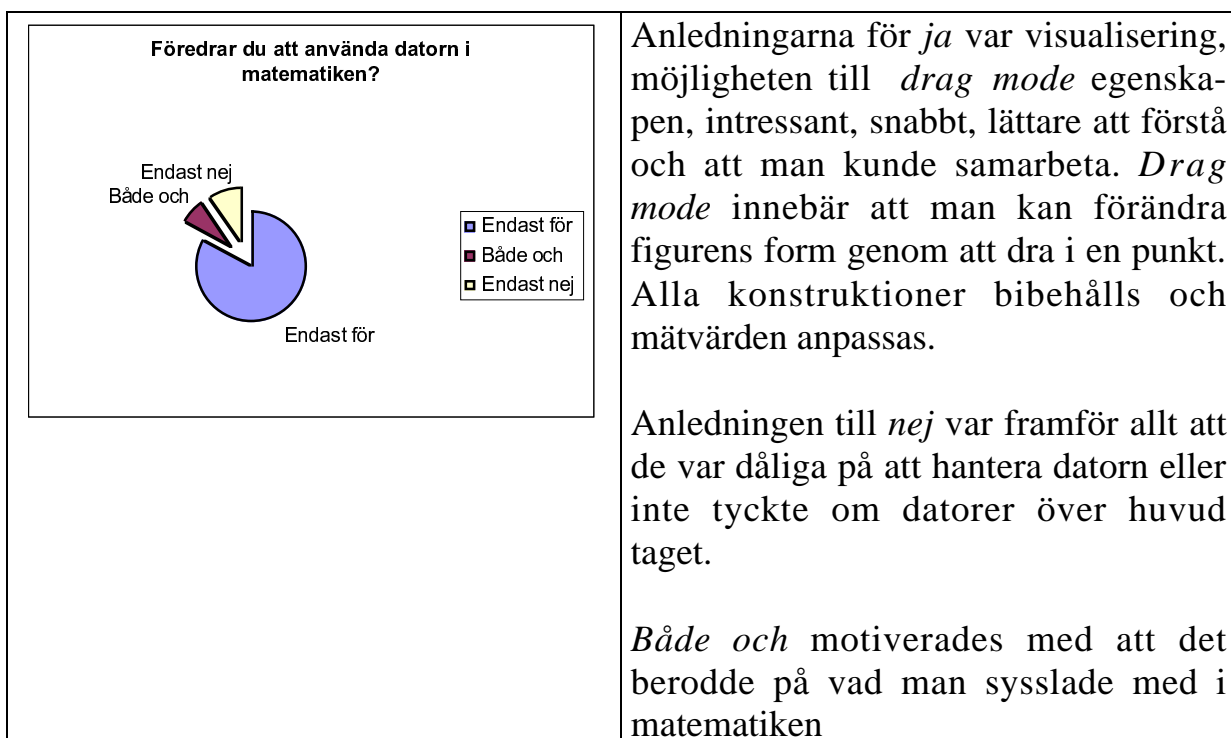 Föredrar du att använda datorn i
matematiken?
Endast nej
Både och
Endast för
Både och
Endast nej
Endast för
Anledningarna för ja var visualisering,
möjligheten till drag mode egenska-
pen, intressant, snabbt, lättare att förstå
och att man kunde samarbeta. Drag
mode innebär att man kan förändra
figurens form genom att dra i en punkt.
Alla konstruktioner bibehålls och
mätvärden anpassas.
Anledningen till nej var framför allt att
de var dåliga på att hantera datorn eller
inte tyckte om datorer över huvud
taget.
Både och motiverades med att det
berodde på vad man sysslade med i
matematiken